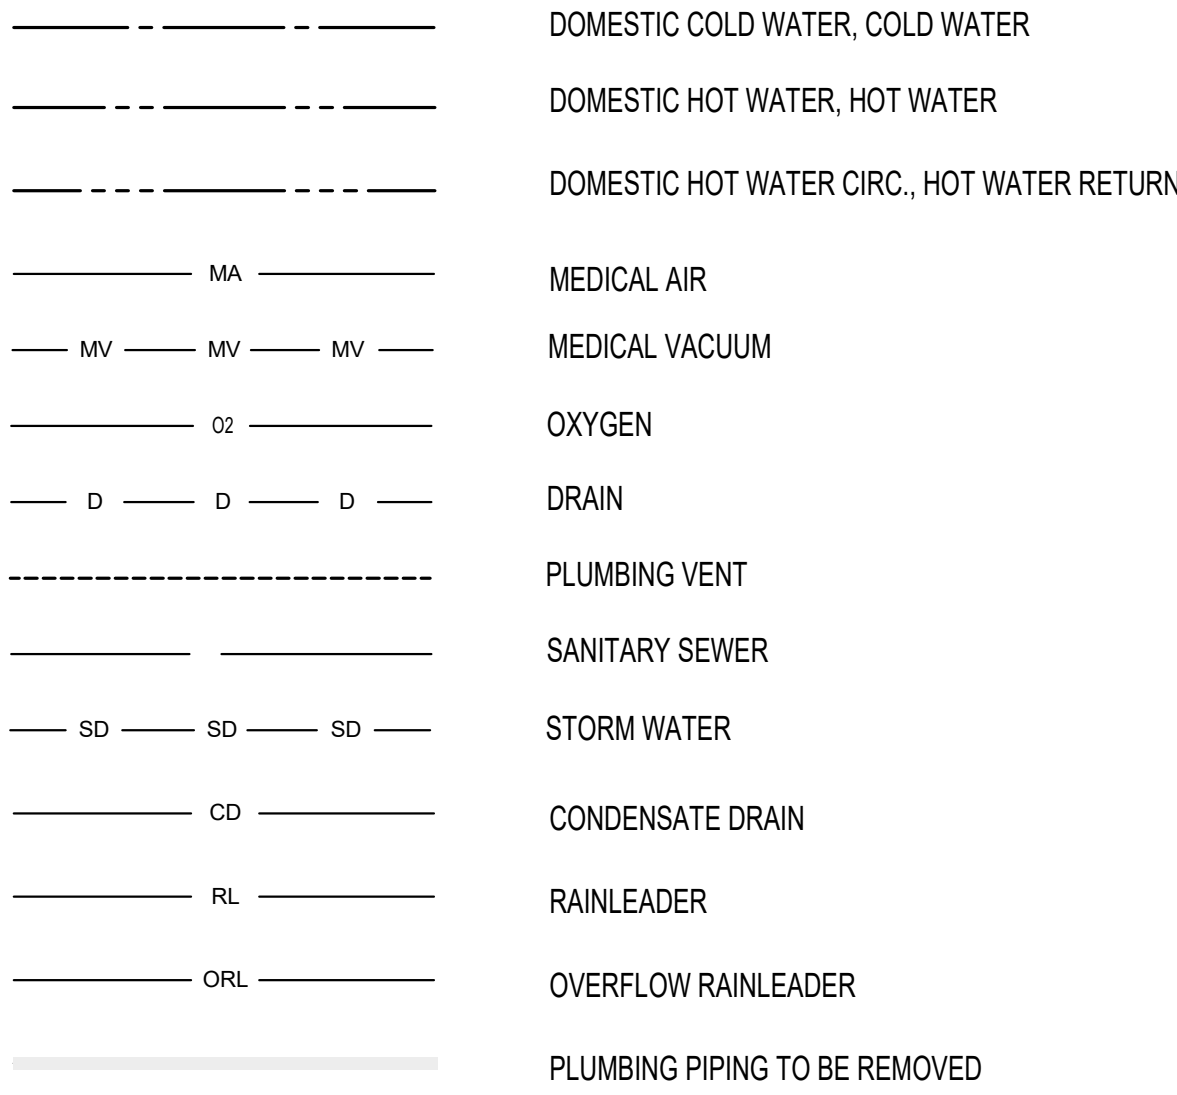 DOMESTIC COLD WATER, COLD WATER
DOMESTIC HOT WATER, HOT WATER
DOMESTIC HOT WATER CIRC., HOT WATER RETURN
MA MEDICAL AIR
MV MV MV MEDICAL VACUUM
O2 OXYGEN
D D D DRAIN
PLUMBING VENT
SANITARY SEWER
SD SD SD STORM WATER
CD CONDENSATE DRAIN
RL RAINLEADER
ORL OVERFLOW RAINLEADER
PLUMBING PIPING TO BE REMOVED